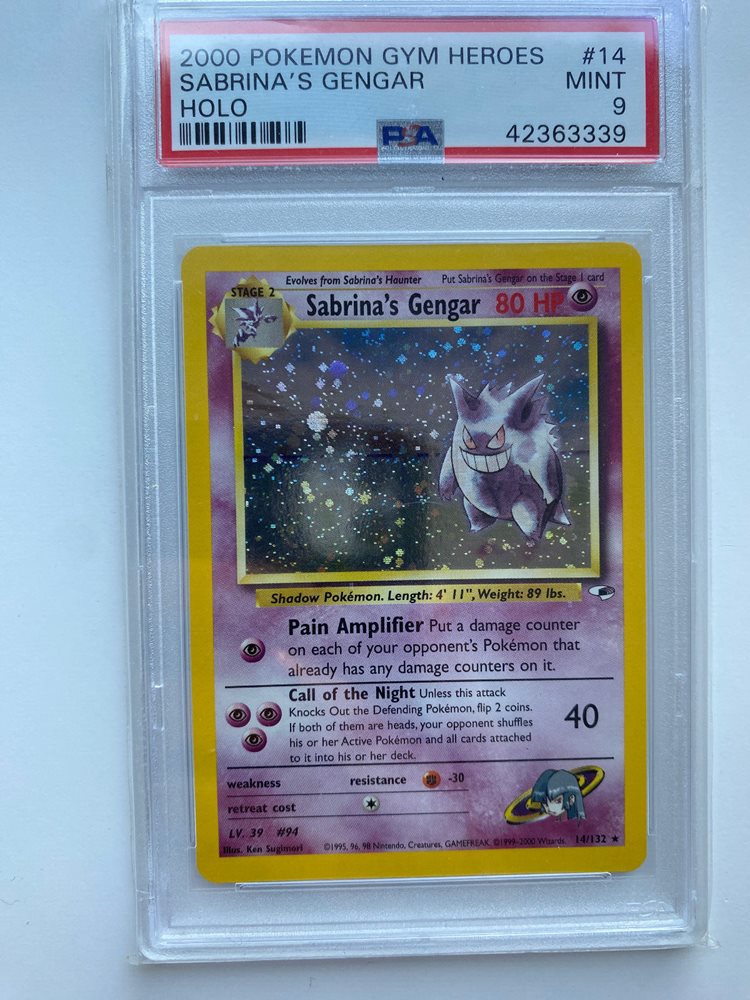 2000 POKEMON GYM HEROES #14
SABRINA'S GENGAR MINT
HOLO 9
PSA 42363339
Evolves from Sabrina's Haunter Put Sabrina's Gengar on the Stage 1 card
STAGE 2
Sabrina's Gengar 80 HP
Shadow Pokémon. Length: 4' 11", Weight: 89 lbs.
Pain Amplifier Put a damage counter
on each of your opponent's Pokémon that
already has any damage counters on it.
Call of the Night Unless this attack
Knocks Out the Defending Pokémon, flip 2 coins.
If both of them are heads, your opponent shuffles
his or her Active Pokémon and all cards attached
to it into his or her deck.
40
weakness resistance -30
retreat cost
LV. 39 #94
Illus. Ken Sugimori ©1995, 96, 98 Nintendo, Creatures, GAMEFREAK. ©1999-2000 Wizards. 14/132 ★